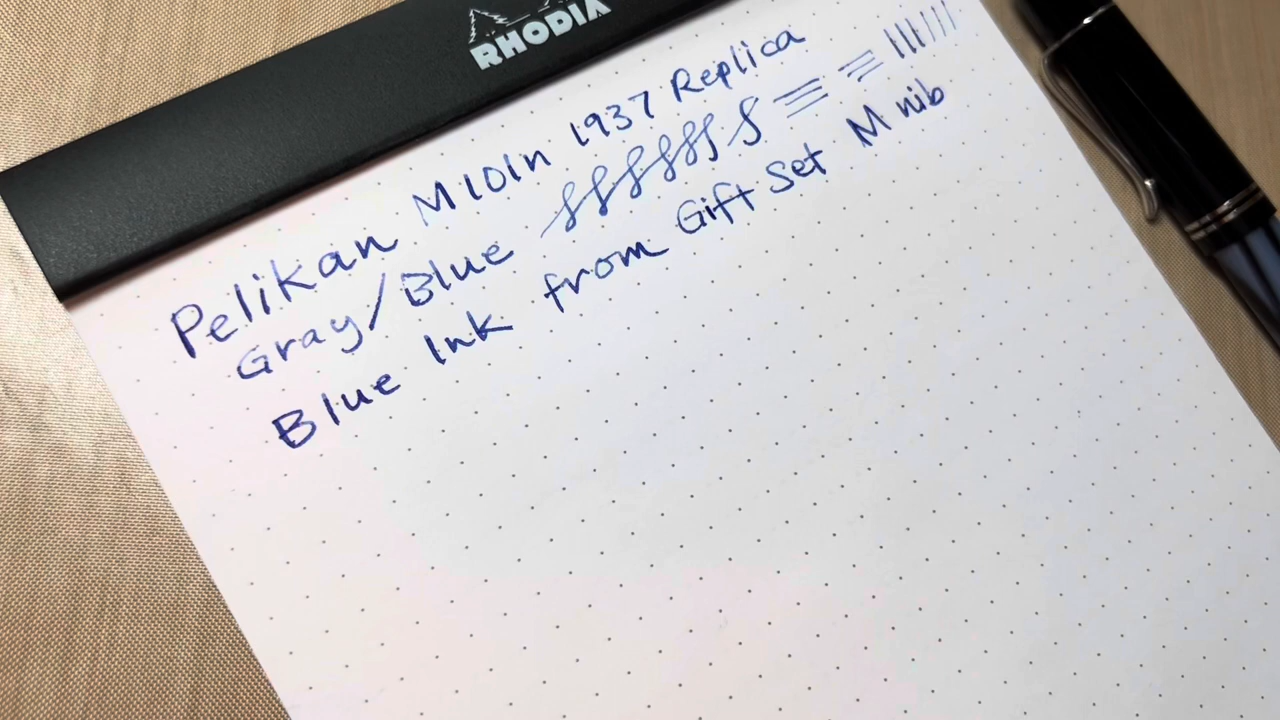 RHODIA
Pelikan M101n 1937 Replica
Gray/Blue
Blue Ink from Gift Set M nib